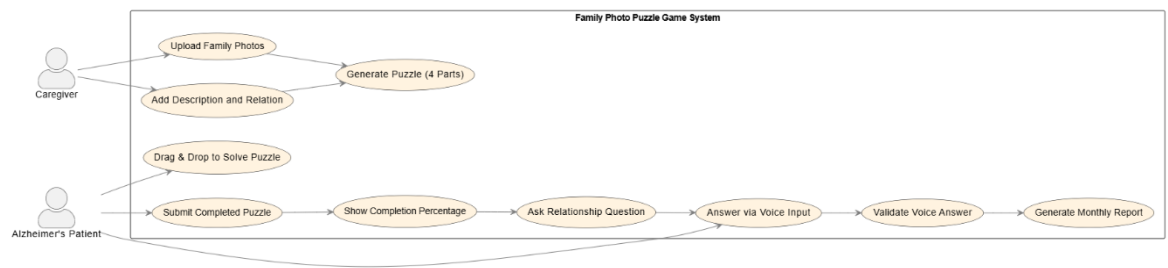 Family Photo Puzzle Game System
Upload Family Photos
Generate Puzzle (4 Parts)
Caregiver
Add Description and Relation
Drag & Drop to Solve Puzzle
Submit Completed Puzzle
Show Completion Percentage
Ask Relationship Question
Answer via Voice Input
Validate Voice Answer
Generate Monthly Report
Alzheimer's Patient